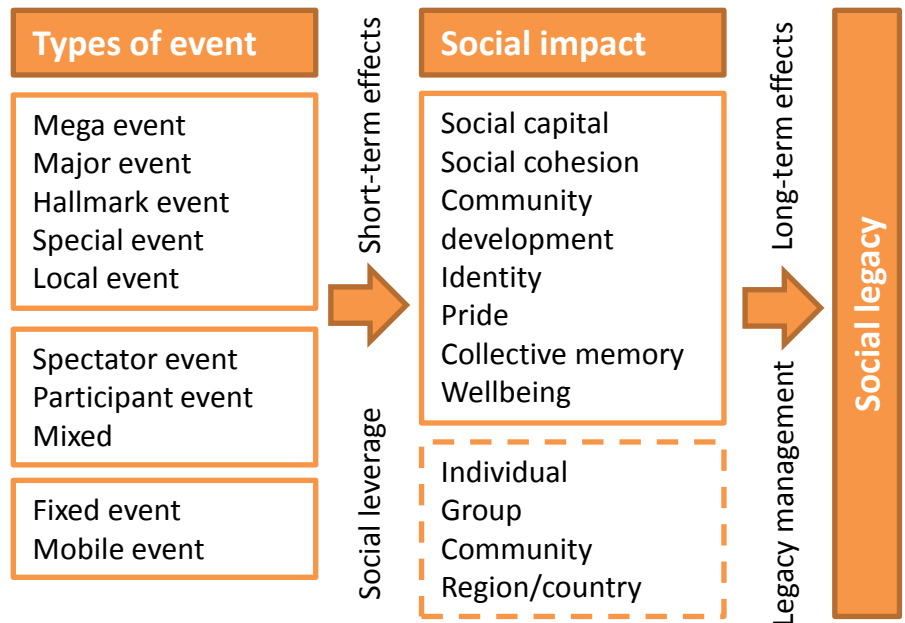 Types of event
Mega event
Major event
Hallmark event
Special event
Local event
Spectator event
Participant event
Mixed
Fixed event
Mobile event
Short-term effects
Social leverage
Social impact
Social capital
Social cohesion
Community
development
Identity
Pride
Collective memory
Wellbeing
Individual
Group
Community
Region/country
Long-term effects
Legacy management
Social legacy